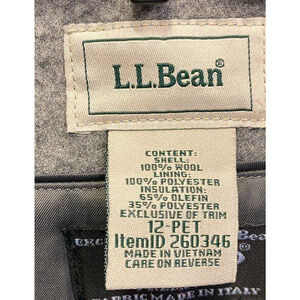 L.L.Bean®
CONTENT:
SHELL:
100% WOOL
LINING:
100% POLYESTER
INSULATION:
65% OLEFIN
35% POLYESTER
EXCLUSIVE OF TRIM
12-PET
ItemID 260346
MADE IN VIETNAM
CARE ON REVERSE
Bean
FABRIC MADE IN ITALY